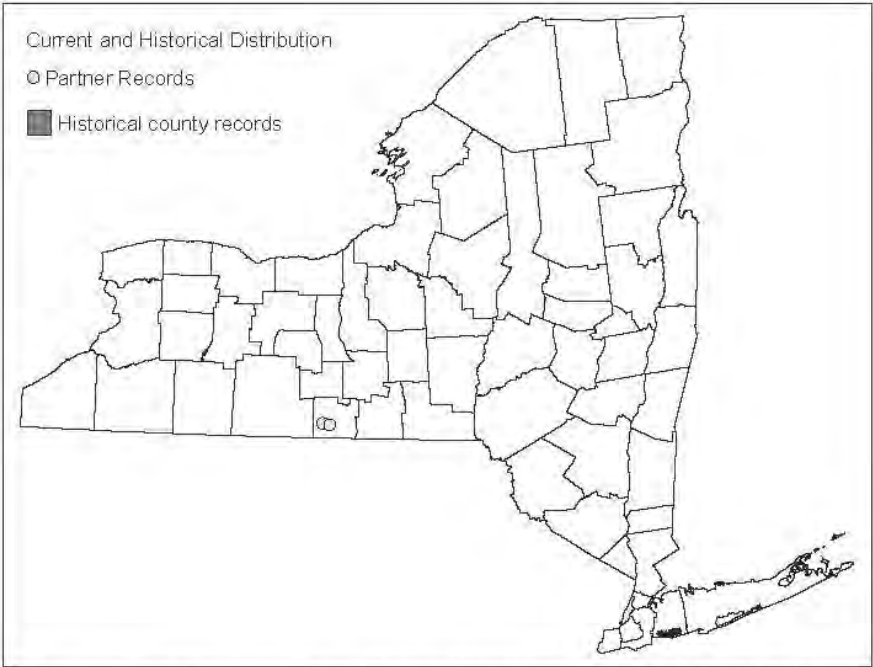 Current and Historical Distribution
Partner Records
Historical county records